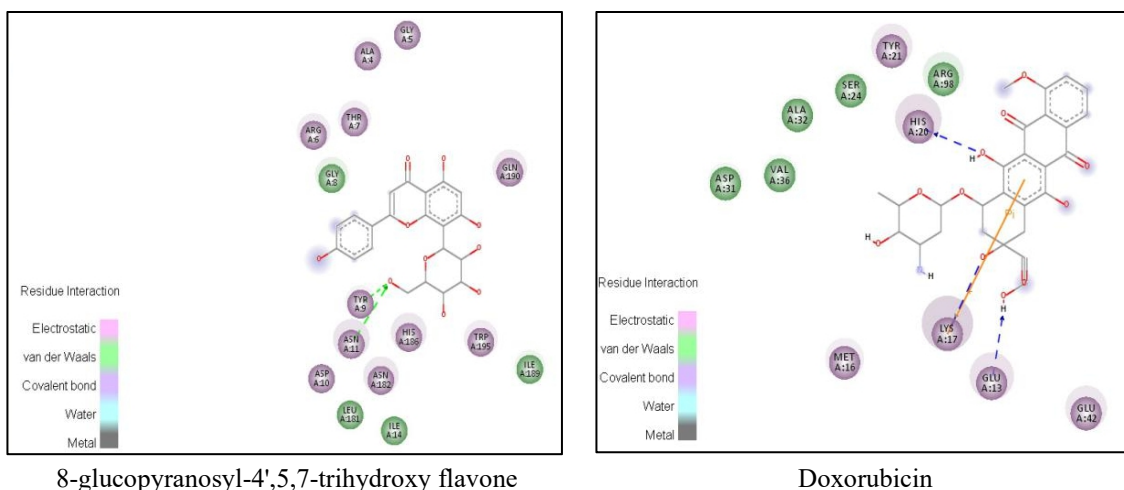 GLY
A:5
ALA
A:4
THR
A:7
ARG
A:6
GLY
A:8
GLN
A:190
TYR
A:9
ASN
A:11
HIS
A:186
TRP
A:195
ILE
A:189
ASP
A:10
ASN
A:182
LEU
A:181
ILE
A:14
Residue Interaction
Electrostatic
van der Waals
Covalent bond
Water
Metal
8-glucopyranosyl-4',5,7-trihydroxy flavone
TYR
A:21
ARG
A:98
SER
A:24
ALA
A:32
HIS
A:20
VAL
A:36
ASP
A:31
H
H
H
H
LYS
A:17
MET
A:16
GLU
A:13
GLU
A:42
Residue Interaction
Electrostatic
van der Waals
Covalent bond
Water
Metal
Doxorubicin